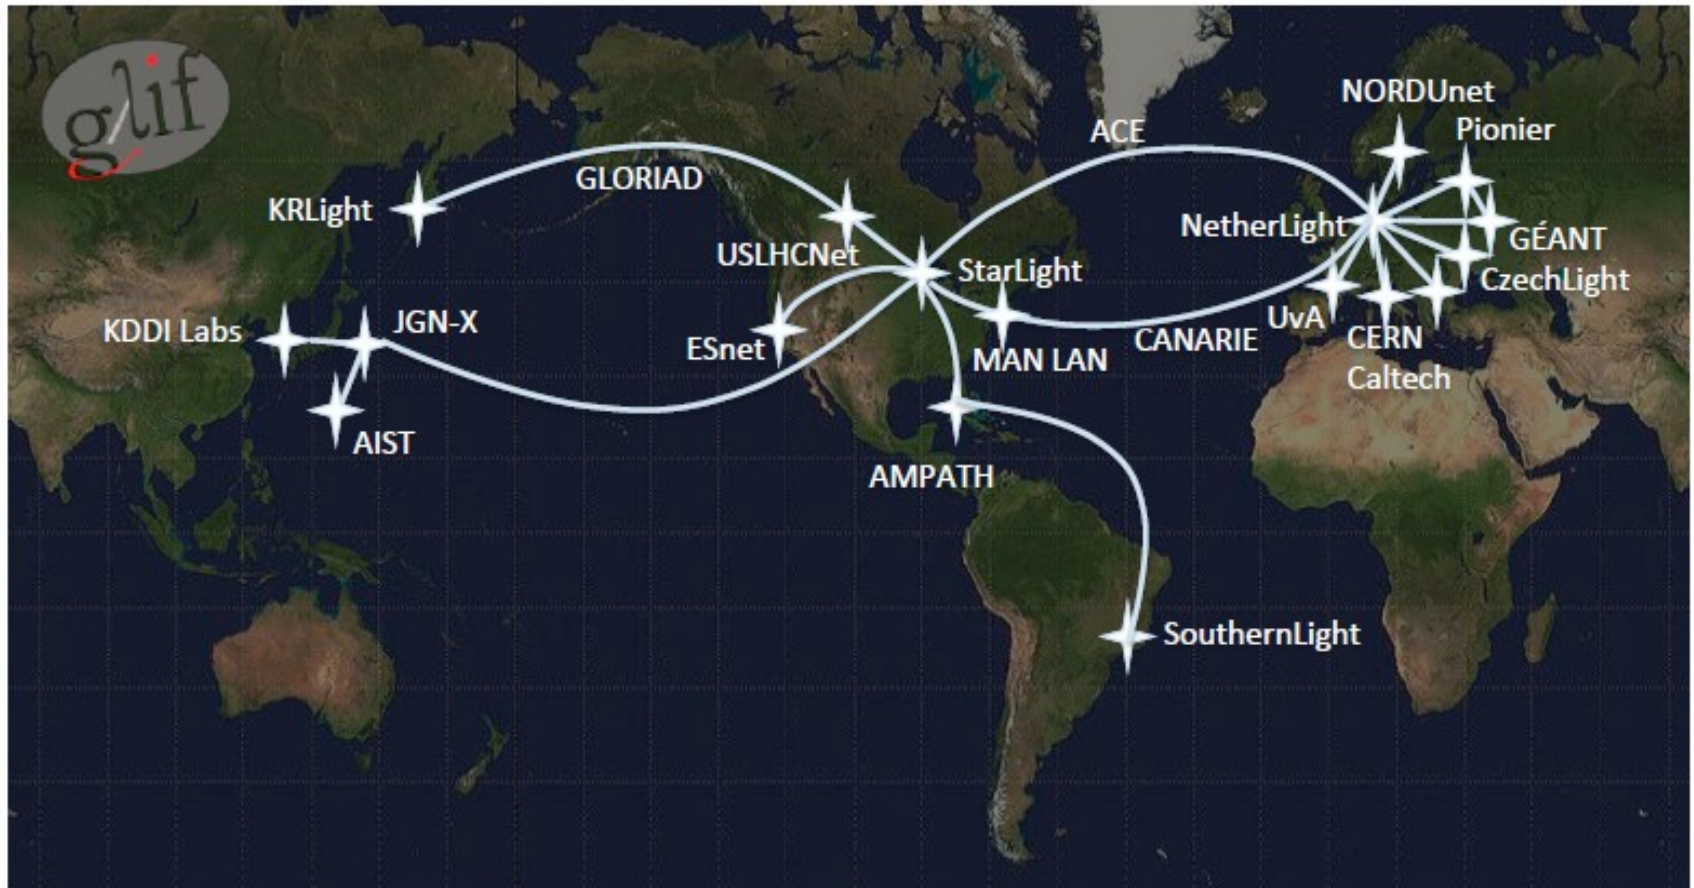 glif
NORDUnet
Pionier
ACE
GLORIAD
KRLight
NetherLight
GÉANT
USLHCNet
StarLight
CzechLight
KDDI Labs
JGN-X
UvA
ESnet
CERN
Caltech
MAN LAN
CANARIE
AIST
AMPATH
SouthernLight